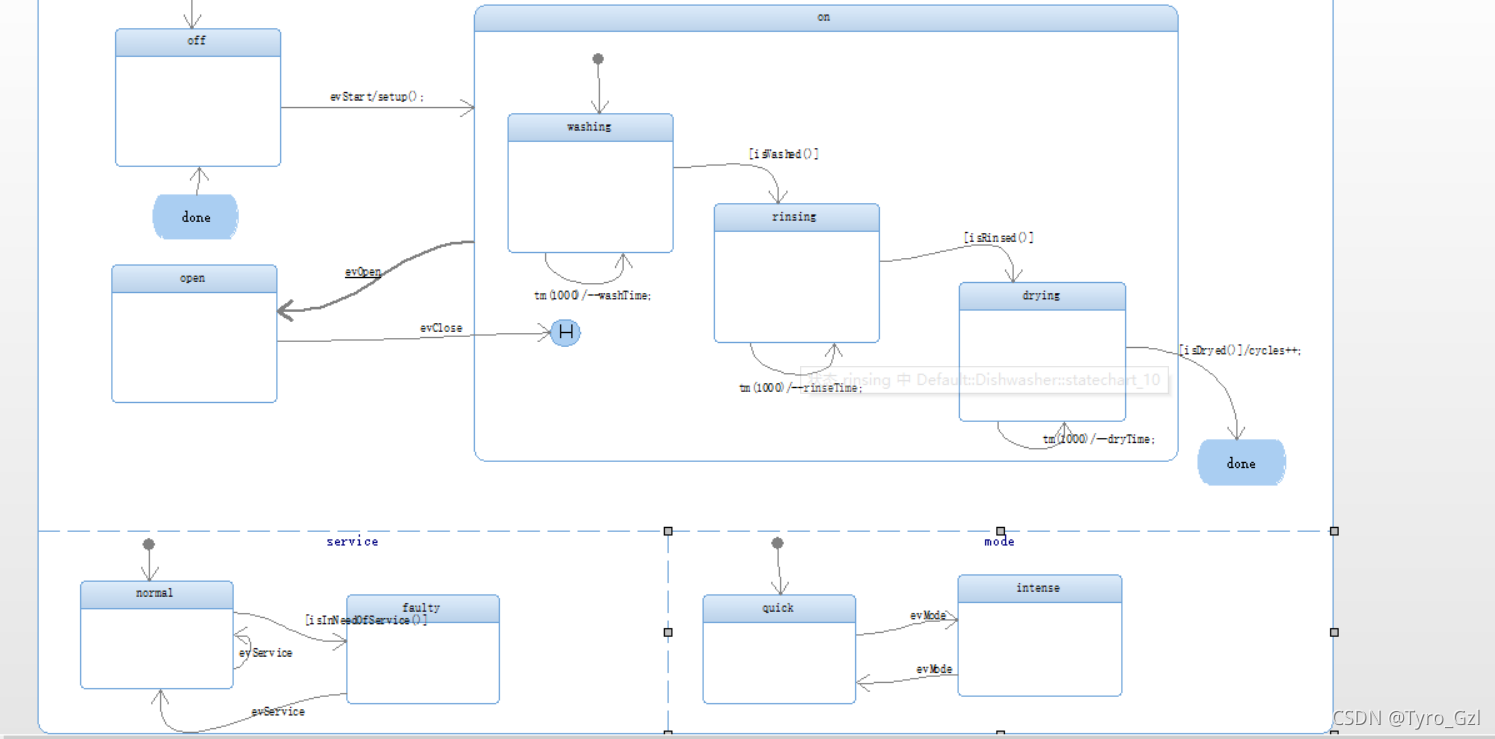 on
off
evStart/setup();
washing
[isWashed()]
rinsing
done
[isRinsed()]
evOpen
open
tm(1000)/--washTime;
drying
evClose
H
[isDryed()]/cycles++;
状态 rinsing 中 Default::Dishwasher::statechart_10
tm(1000)/--rinseTime;
tm(1000)/--dryTime;
done
service
mode
normal
intense
faulty
quick
[isInNeedOfService()]
evMode
evService
evMode
evService
CSDN @Tyro_Gzl